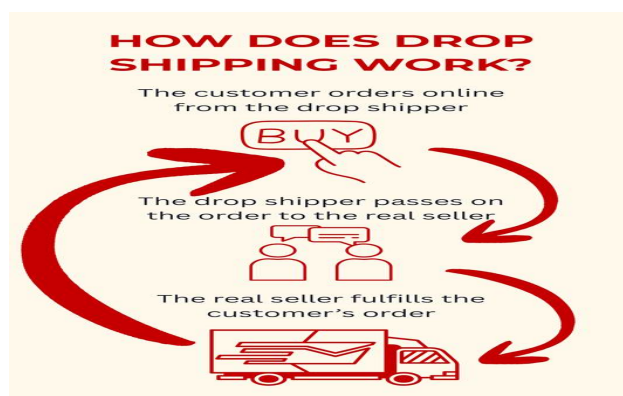 HOW DOES DROP
SHIPPING WORK?
The customer orders online
from the drop shipper
BUY
The drop shipper passes on
the order to the real seller
The real seller fulfills the
customer's order